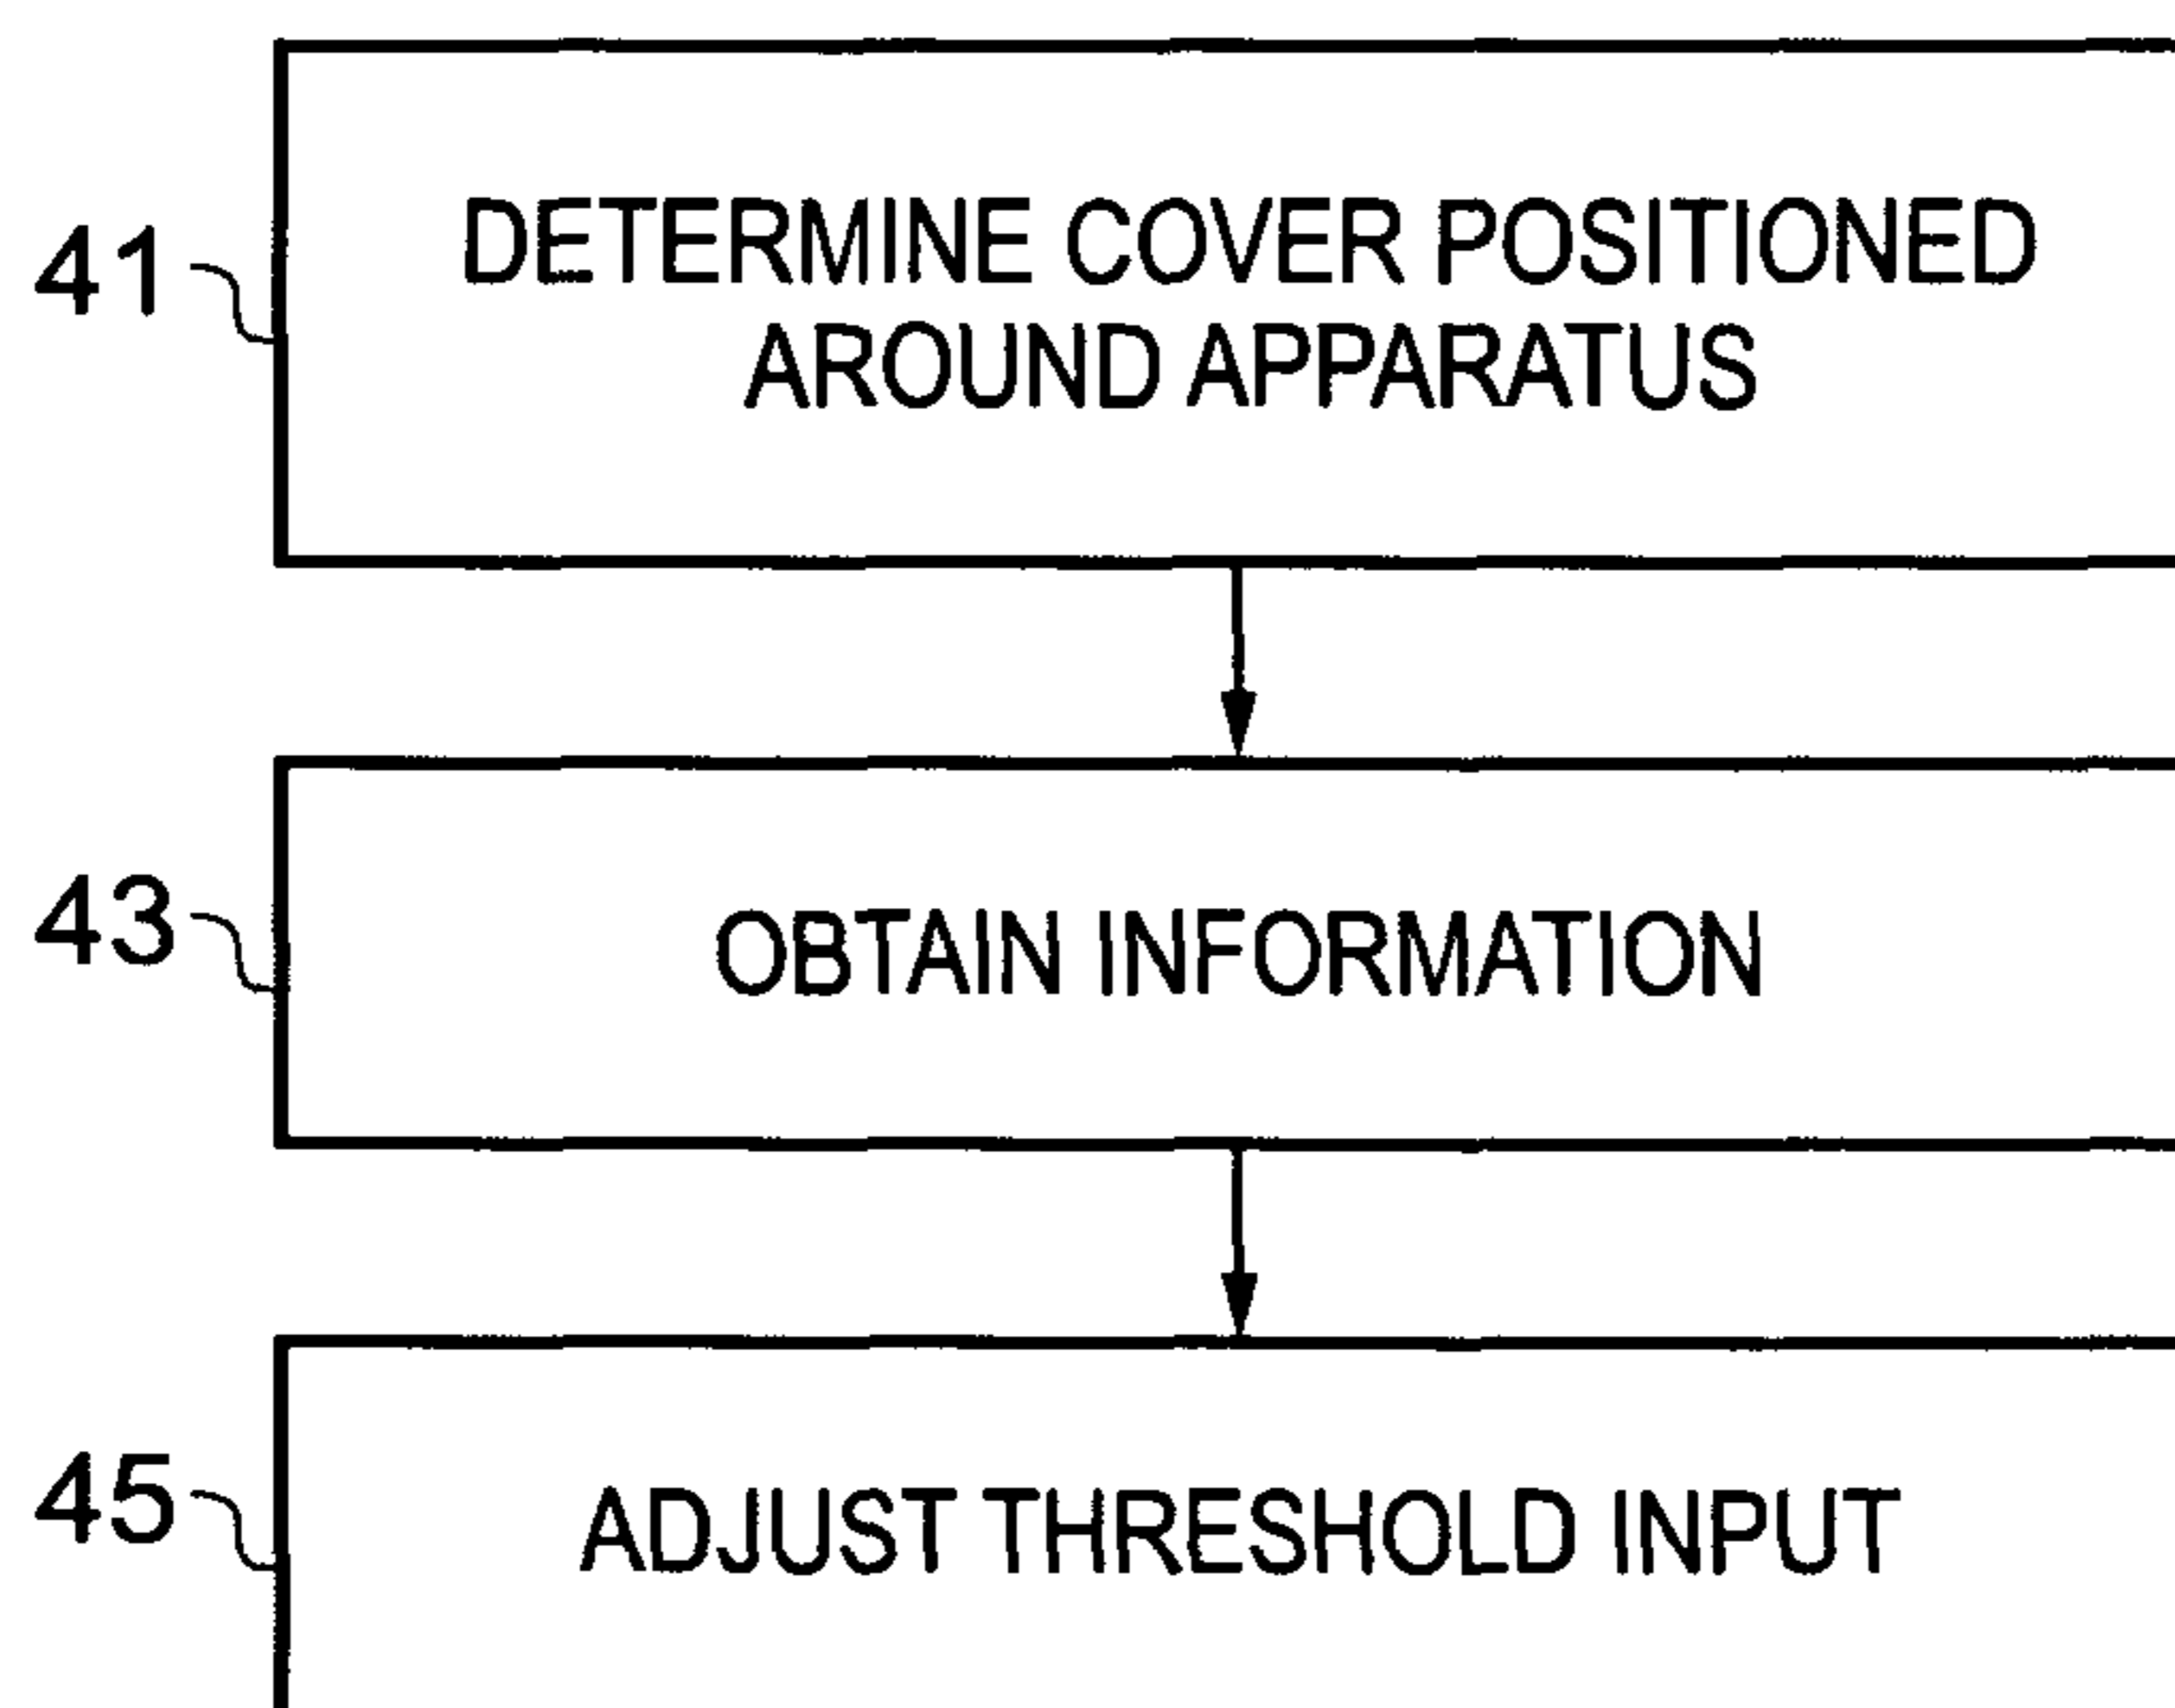 41
DETERMINE COVER POSITIONED
AROUND APPARATUS
43
OBTAIN INFORMATION
45
ADJUST THRESHOLD INPUT